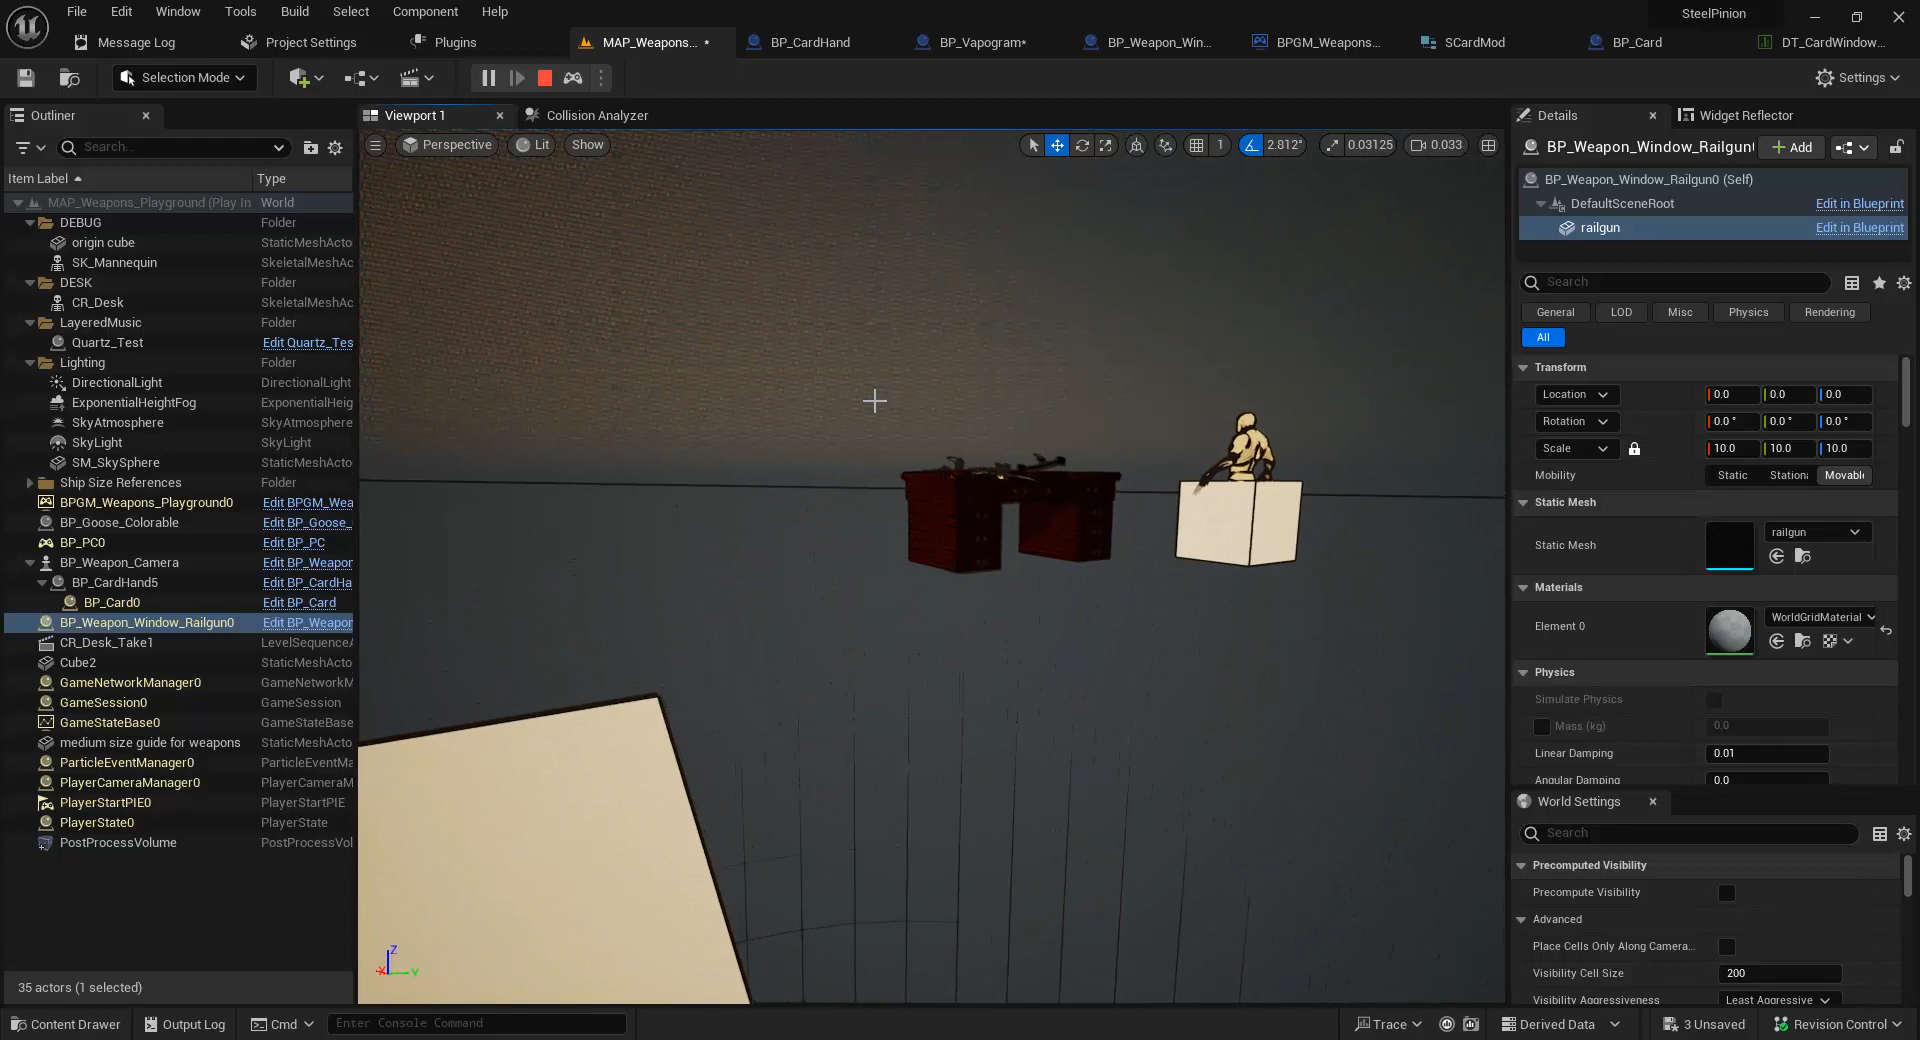 File Edit Window Tools Build Select Component Help SteelPinion
Message Log Project Settings Plugins MAP_Weapons... * BP_CardHand BP_Vapogram* BP_Weapon_Win... BPGM_Weapons... SCardMod BP_Card DT_CardWindow...
Selection Mode Settings
Outliner Viewport 1 Collision Analyzer Details Widget Reflector
Search... Perspective Lit Show 1 2.812° 0.03125 0.033 BP_Weapon_Window_Railgun Add
Item Label Type
MAP_Weapons_Playground (Play In World
DEBUG Folder
origin cube StaticMeshActo
SK_Mannequin SkeletalMeshAc
DESK Folder
CR_Desk SkeletalMeshAc
LayeredMusic Folder
Quartz_Test Edit Quartz_Tes
Lighting Folder
DirectionalLight DirectionalLight
ExponentialHeightFog ExponentialHeig
SkyAtmosphere SkyAtmosphere
SkyLight SkyLight
SM_SkySphere StaticMeshActo
Ship Size References Folder
BPGM_Weapons_Playground0 Edit BPGM_Wea
BP_Goose_Colorable Edit BP_Goose_
BP_PC0 Edit BP_PC
BP_Weapon_Camera Edit BP_Weapon
BP_CardHand5 Edit BP_CardHa
BP_Card0 Edit BP_Card
BP_Weapon_Window_Railgun0 Edit BP_Weapon
CR_Desk_Take1 LevelSequenceA
Cube2 StaticMeshActo
GameNetworkManager0 GameNetworkM
GameSession0 GameSession
GameStateBase0 GameStateBase
medium size guide for weapons StaticMeshActo
ParticleEventManager0 ParticleEventMa
PlayerCameraManager0 PlayerCameraM
PlayerStartPIE0 PlayerStartPIE
PlayerState0 PlayerState
PostProcessVolume PostProcessVol
35 actors (1 selected)
Z
X Y
BP_Weapon_Window_Railgun0 (Self)
DefaultSceneRoot Edit in Blueprint
railgun Edit in Blueprint
Search
General LOD Misc Physics Rendering
All
Transform
Location 0.0 0.0 0.0
Rotation 0.0 ° 0.0 ° 0.0 °
Scale 10.0 10.0 10.0
Mobility Static Station Movabl
Static Mesh
Static Mesh railgun
Materials
Element 0 WorldGridMaterial
Physics
Simulate Physics
Mass (kg) 0.0
Linear Damping 0.01
Angular Damping 0.0
World Settings
Search
Precomputed Visibility
Precompute Visibility
Advanced
Place Cells Only Along Camera...
Visibility Cell Size 200
Visibility Aggressiveness Least Aggressive
Content Drawer Output Log Cmd Enter Console Command Trace Derived Data 3 Unsaved Revision Control